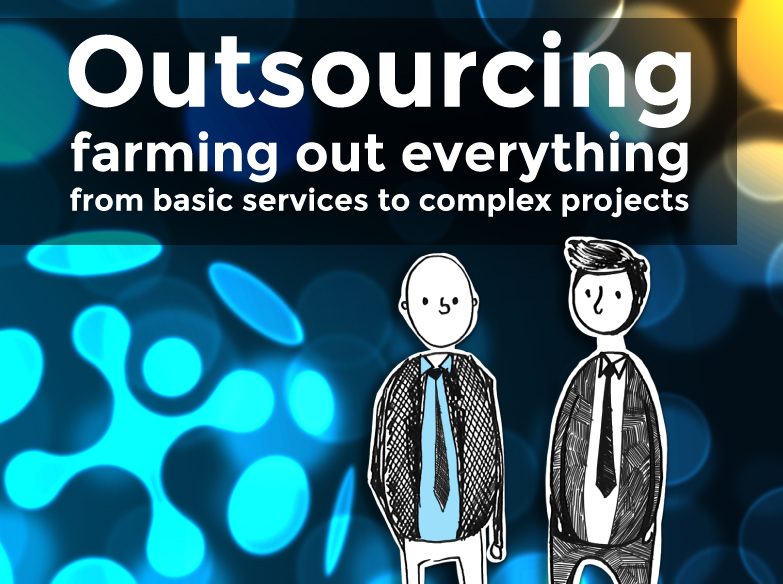 Outsourcing
farming out everything
from basic services to complex projects